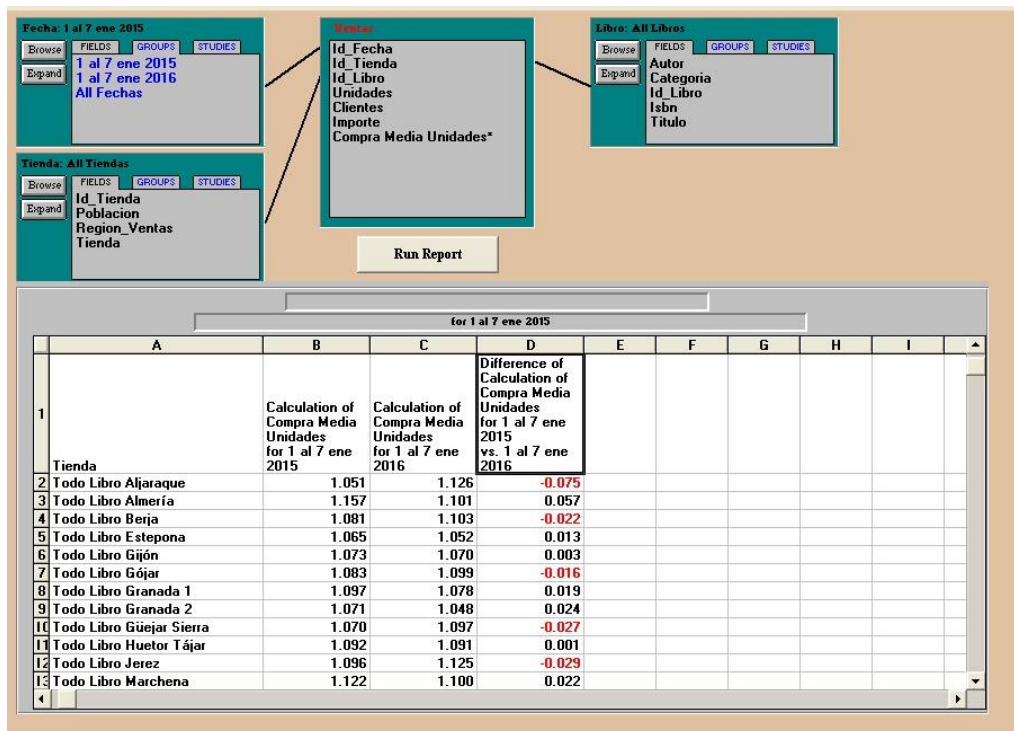 Fecha: 1 al 7 ene 2015
Browse FIELDS GROUPS STUDIES
Expand
1 al 7 ene 2015
1 al 7 ene 2016
All Fechas
Ventas
Id_Fecha
Id_Tienda
Id_Libro
Unidades
Clientes
Importe
Compra Media Unidades*
Libro: All Libros
Browse FIELDS GROUPS STUDIES
Expand
Autor
Categoria
Id_Libro
Isbn
Titulo
Tienda: All Tiendas
Browse FIELDS GROUPS STUDIES
Expand
Id_Tienda
Poblacion
Region_Ventas
Tienda
Run Report
for 1 al 7 ene 2015
A B C D E F G H I
1
Tienda
Calculation of
Compra Media
Unidades
for 1 al 7 ene
2015
Calculation of
Compra Media
Unidades
for 1 al 7 ene
2016
Difference of
Calculation of
Compra Media
Unidades
for 1 al 7 ene
2015
vs. 1 al 7 ene
2016
2 Todo Libro Aljaraque 1.051 1.126 -0.075
3 Todo Libro Almería 1.157 1.101 0.057
4 Todo Libro Berja 1.081 1.103 -0.022
5 Todo Libro Estepona 1.065 1.052 0.013
6 Todo Libro Gijón 1.073 1.070 0.003
7 Todo Libro Gójar 1.083 1.099 -0.016
8 Todo Libro Granada 1 1.097 1.078 0.019
9 Todo Libro Granada 2 1.071 1.048 0.024
10 Todo Libro Güejar Sierra 1.070 1.097 -0.027
11 Todo Libro Huetor Tájar 1.092 1.091 0.001
12 Todo Libro Jerez 1.096 1.125 -0.029
13 Todo Libro Marchena 1.122 1.100 0.022